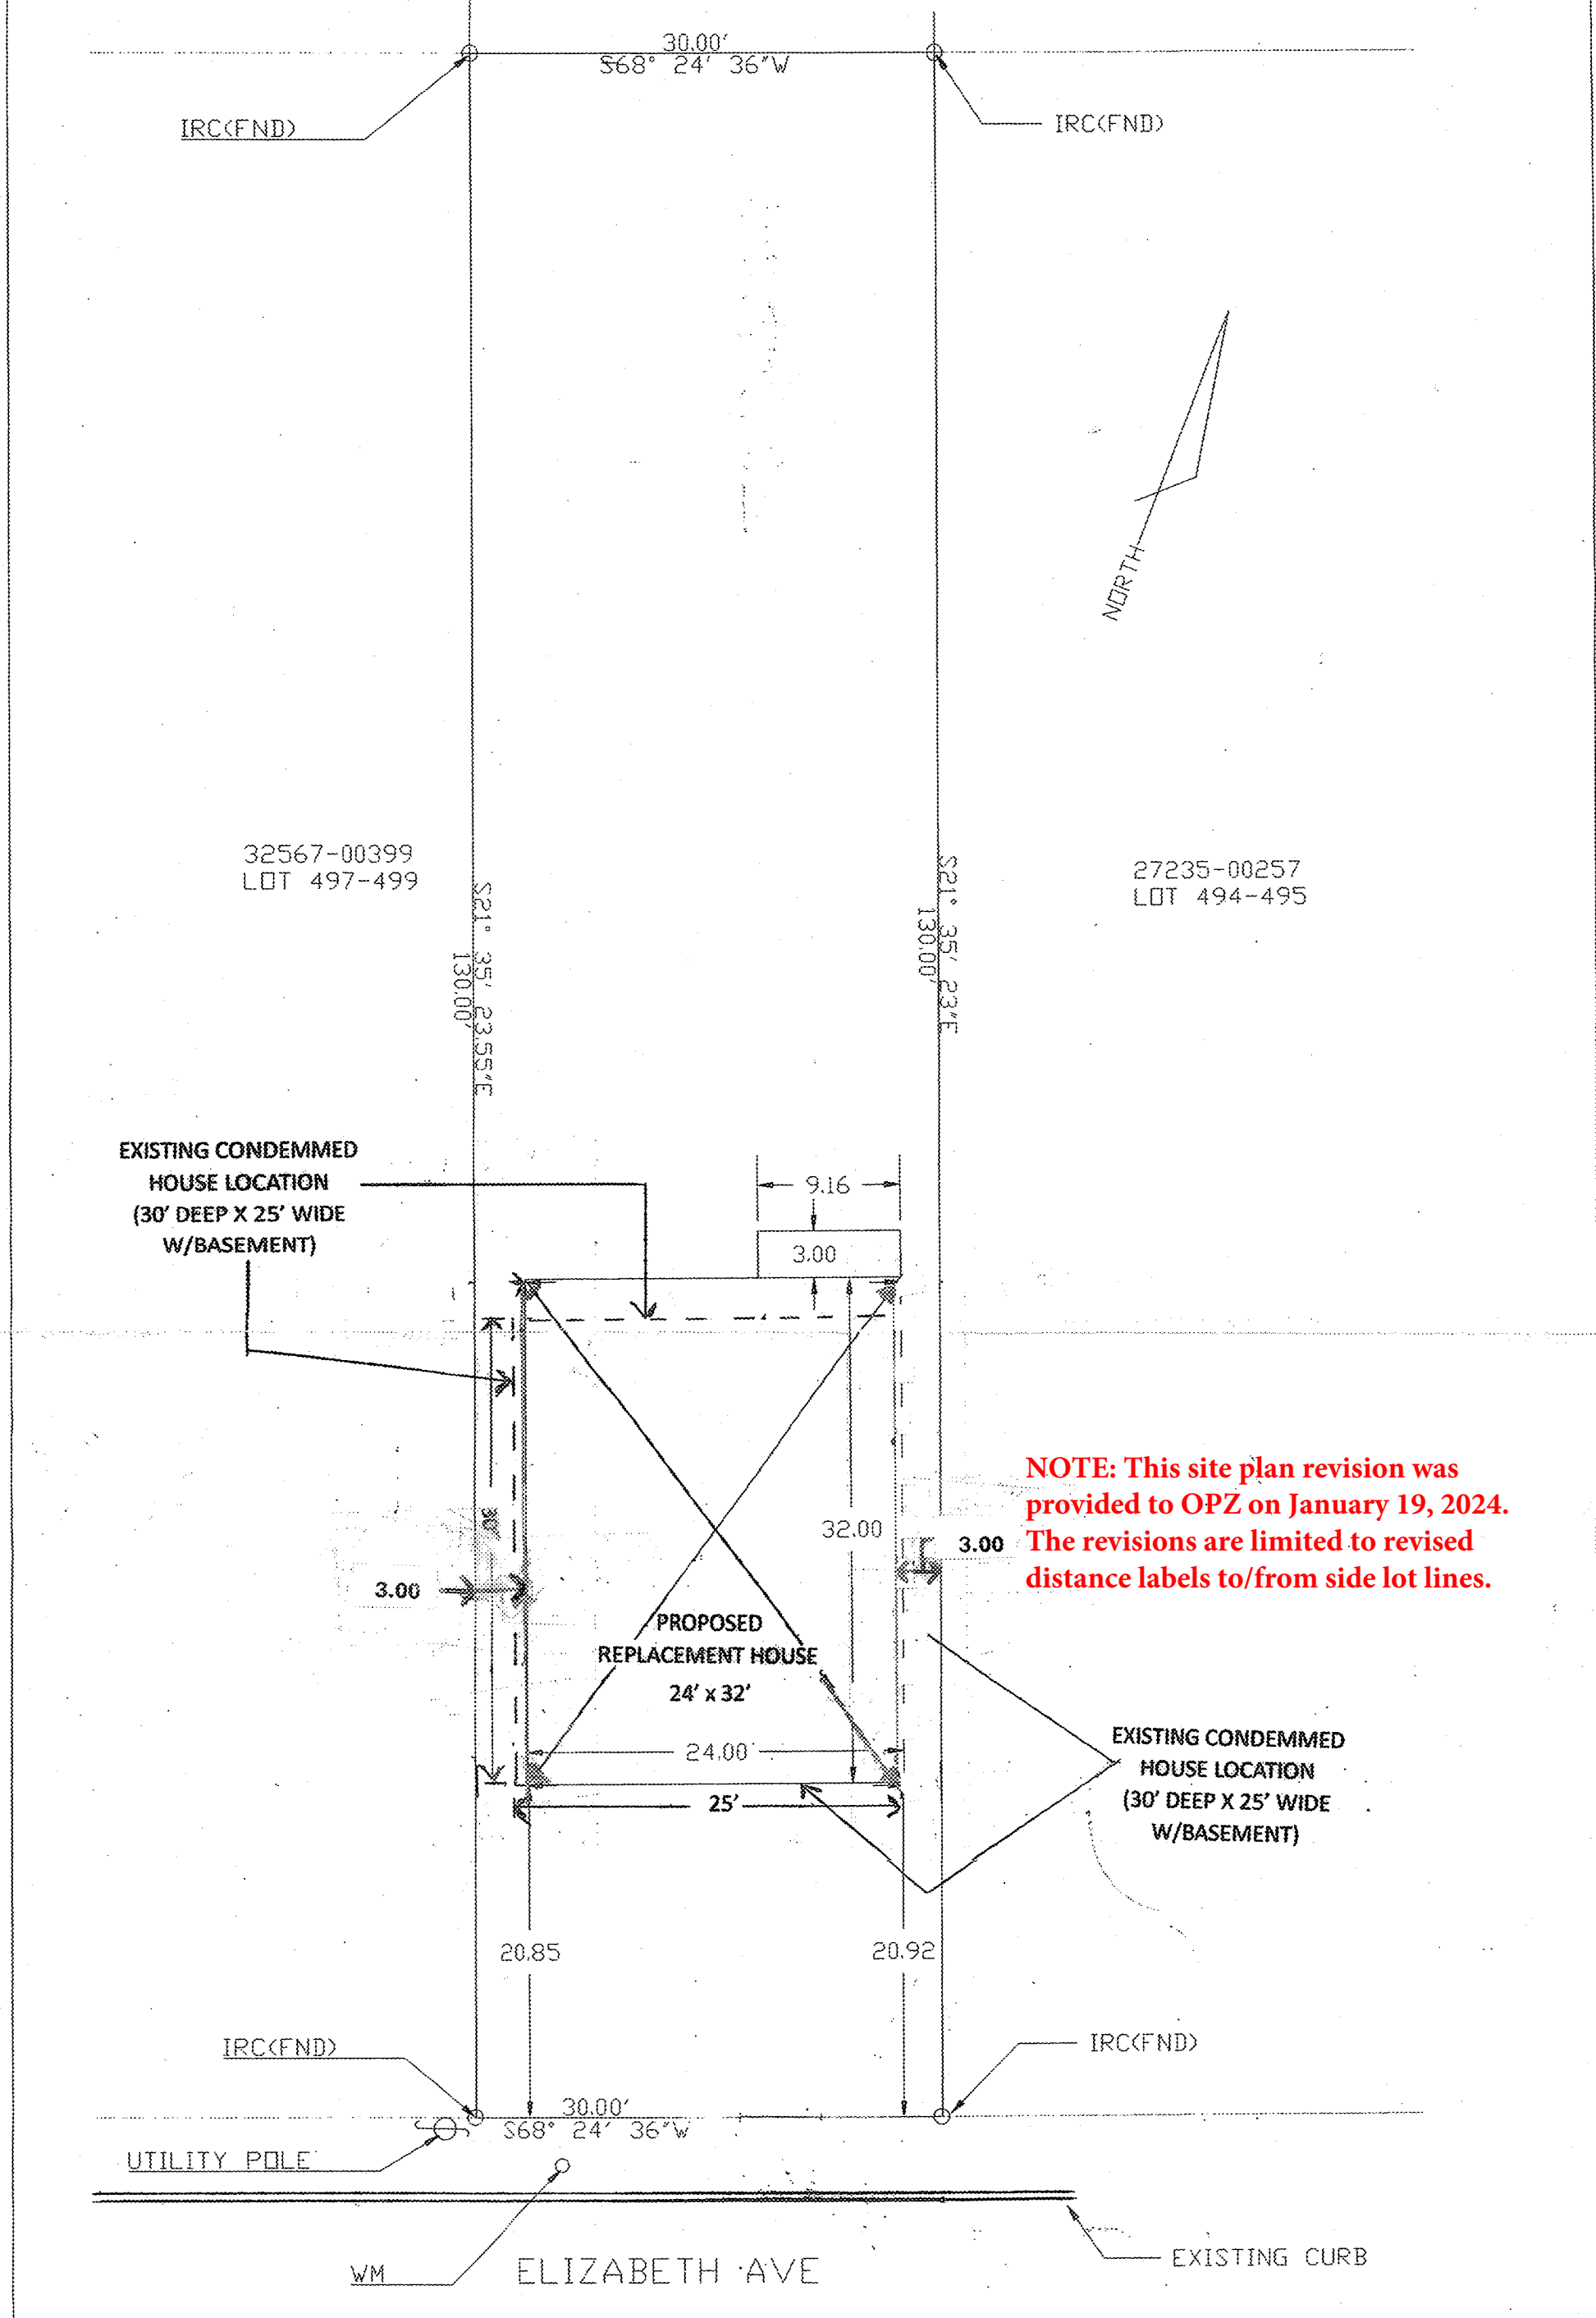 30.00'
S68° 24' 36"W
IRC(FND)
IRC(FND)
NORTH
32567-00399
LOT 497-499
27235-00257
LOT 494-495
S21° 35' 23.55"E
130.00'
S21° 35' 23"E
130.00'
EXISTING CONDEMMED
HOUSE LOCATION
(30' DEEP X 25' WIDE
W/BASEMENT)
9.16
3.00
30'
32.00
3.00
3.00
NOTE: This site plan revision was
provided to OPZ on January 19, 2024.
The revisions are limited to revised
distance labels to/from side lot lines.
PROPOSED
REPLACEMENT HOUSE
24' x 32'
24.00
25'
EXISTING CONDEMMED
HOUSE LOCATION
(30' DEEP X 25' WIDE
W/BASEMENT)
20.85
20.92
IRC(FND)
IRC(FND)
30.00'
S68° 24' 36"W
UTILITY POLE
WM
ELIZABETH AVE
EXISTING CURB